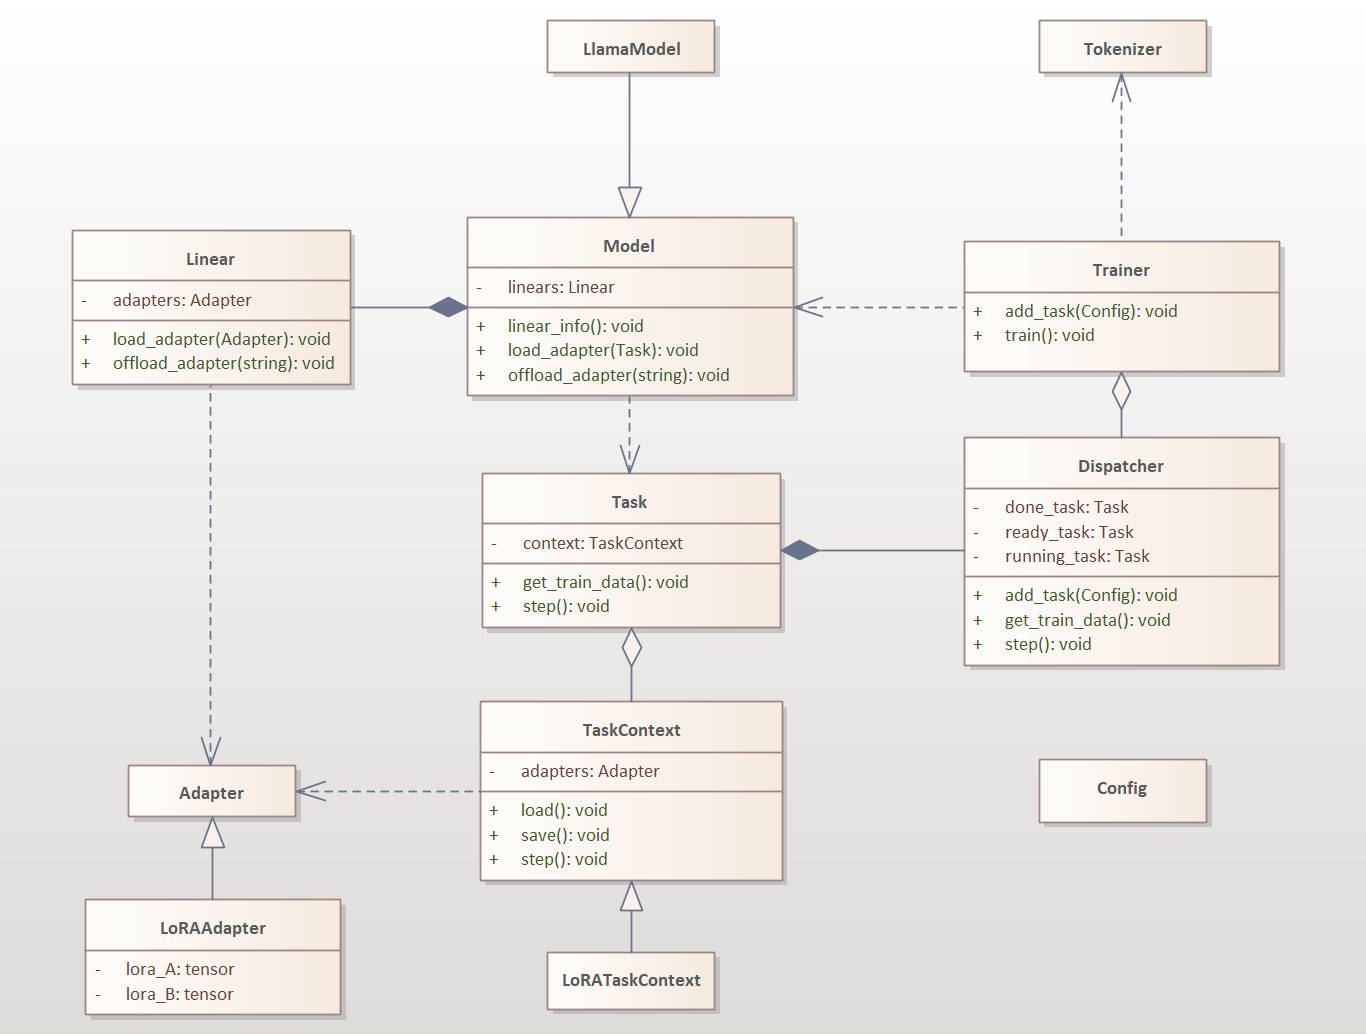 LlamaModel
Tokenizer
Linear
- adapters: Adapter
+ load_adapter(Adapter): void
+ offload_adapter(string): void
Model
- linears: Linear
+ linear_info(): void
+ load_adapter(Task): void
+ offload_adapter(string): void
Trainer
+ add_task(Config): void
+ train(): void
Task
- context: TaskContext
+ get_train_data(): void
+ step(): void
Dispatcher
- done_task: Task
- ready_task: Task
- running_task: Task
+ add_task(Config): void
+ get_train_data(): void
+ step(): void
Adapter
TaskContext
- adapters: Adapter
+ load(): void
+ save(): void
+ step(): void
Config
LoRAAdapter
- lora_A: tensor
- lora_B: tensor
LoRATaskContext